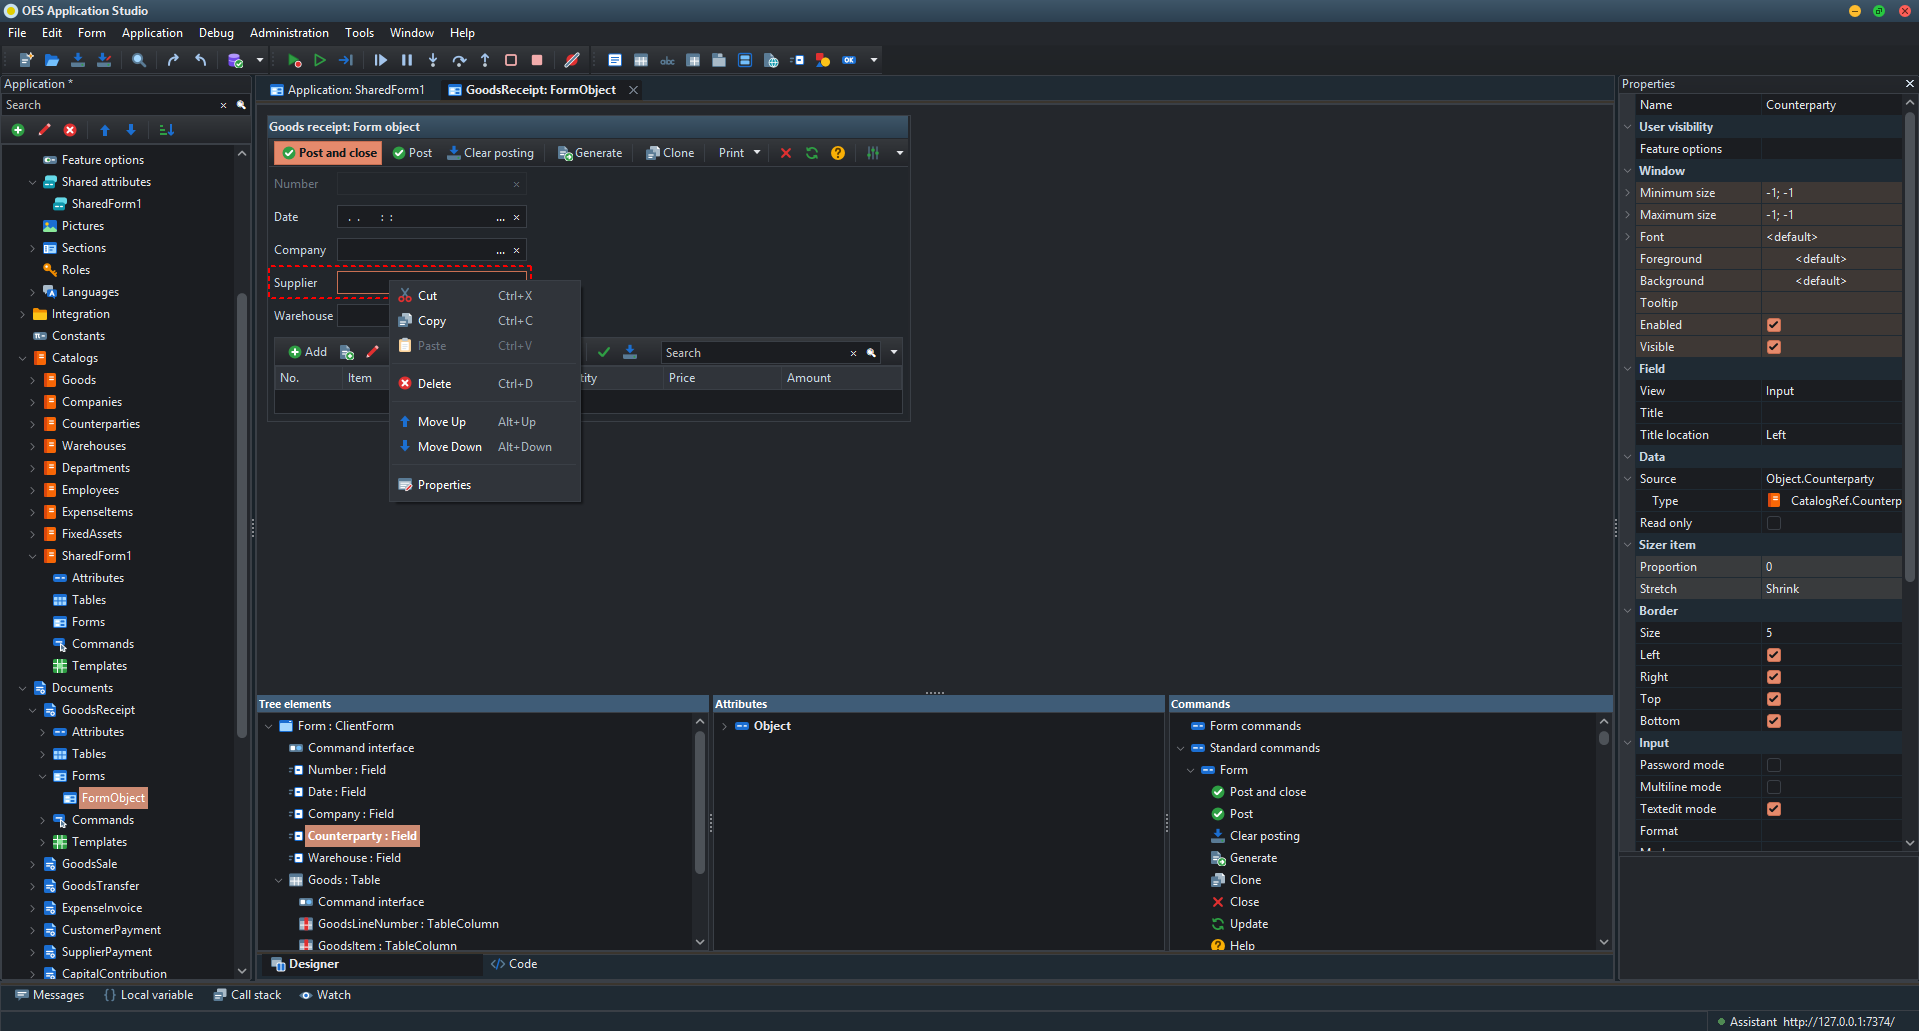 OES Application Studio
File Edit Form Application Debug Administration Tools Window Help
Application *
Search
Feature options
Shared attributes
SharedForm1
Pictures
Sections
Roles
Languages
Integration
Constants
Catalogs
Goods
Companies
Counterparties
Warehouses
Departments
Employees
ExpenseItems
FixedAssets
SharedForm1
Attributes
Tables
Forms
Commands
Templates
Documents
GoodsReceipt
Attributes
Tables
Forms
FormObject
Commands
Templates
GoodsSale
GoodsTransfer
ExpenseInvoice
CustomerPayment
SupplierPayment
CapitalContribution
Application: SharedForm1 GoodsReceipt: FormObject
Goods receipt: Form object
Post and close Post Clear posting Generate Clone Print
Number
Date . . : : ...
Company ...
Supplier
Warehouse
Add Search
No. Item tity Price Amount
Cut Ctrl+X
Copy Ctrl+C
Paste Ctrl+V
Delete Ctrl+D
Move Up Alt+Up
Move Down Alt+Down
Properties
Tree elements
Form : ClientForm
Command interface
Number : Field
Date : Field
Company : Field
Counterparty : Field
Warehouse : Field
Goods : Table
Command interface
GoodsLineNumber : TableColumn
GoodsItem : TableColumn
Attributes
Object
Commands
Form commands
Standard commands
Form
Post and close
Post
Clear posting
Generate
Clone
Close
Update
Help
Designer Code
Properties
Name Counterparty
User visibility
Feature options
Window
Minimum size -1; -1
Maximum size -1; -1
Font <default>
Foreground <default>
Background <default>
Tooltip
Enabled
Visible
Field
View Input
Title
Title location Left
Data
Source Object.Counterparty
Type CatalogRef.Counterp
Read only
Sizer item
Proportion 0
Stretch Shrink
Border
Size 5
Left
Right
Top
Bottom
Input
Password mode
Multiline mode
Textedit mode
Format
Messages Local variable Call stack Watch
Assistant http://127.0.0.1:7374/